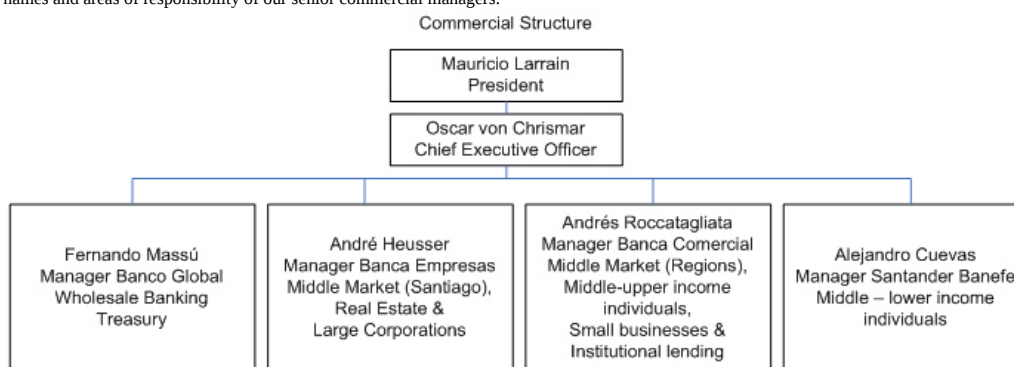 names and areas of responsibility of our senior commercial managers.
Commercial Structure
Mauricio Larrain
President
Oscar von Chrismar
Chief Executive Officer
Fernando Massú
Manager Banco Global
Wholesale Banking
Treasury
André Heusser
Manager Banca Empresas
Middle Market (Santiago),
Real Estate &
Large Corporations
Andrés Roccatagliata
Manager Banca Comercial
Middle Market (Regions),
Middle-upper income
individuals,
Small businesses &
Institutional lending
Alejandro Cuevas
Manager Santander Banefe
Middle – lower income
individuals